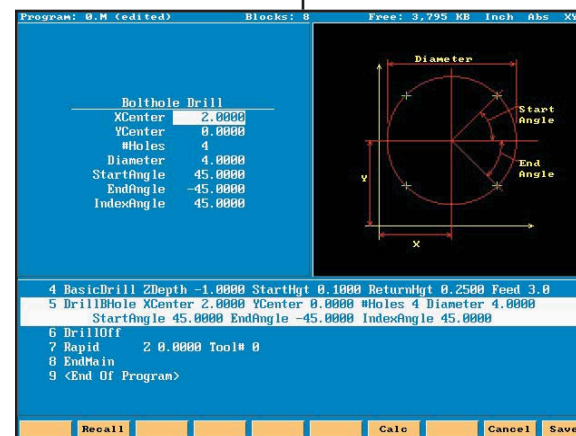 Program: 0.M (edited) Blocks: 8 Free: 3,795 KB Inch Abs XY
Bolthole Drill
XCenter 2.0000
YCenter 0.0000
#Holes 4
Diameter 4.0000
StartAngle 45.0000
EndAngle -45.0000
IndexAngle 45.0000
Diameter
Start
Angle
End
Angle
Y
X
4 BasicDrill ZDepth -1.0000 StartHgt 0.1000 ReturnHgt 0.2500 Feed 3.0
5 DrillBHole XCenter 2.0000 YCenter 0.0000 #Holes 4 Diameter 4.0000
StartAngle 45.0000 EndAngle -45.0000 IndexAngle 45.0000
6 DrillOff
7 Rapid Z 0.0000 Tool# 0
8 EndMain
9 <End Of Program>
Recall Calc Cancel Save